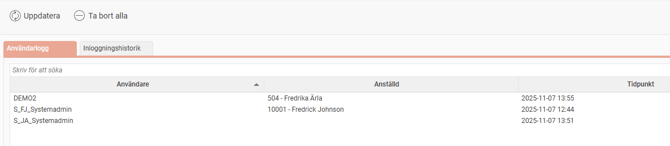 Uppdatera Ta bort alla
Användarlogg Inloggningshistorik
Skriv för att söka
Användare Anställd Tidpunkt
DEMO2 504 - Fredrika Ärla 2025-11-07 13:55
S_FJ_Systemadmin 10001 - Fredrick Johnson 2025-11-07 12:44
S_JA_Systemadmin 2025-11-07 13:51